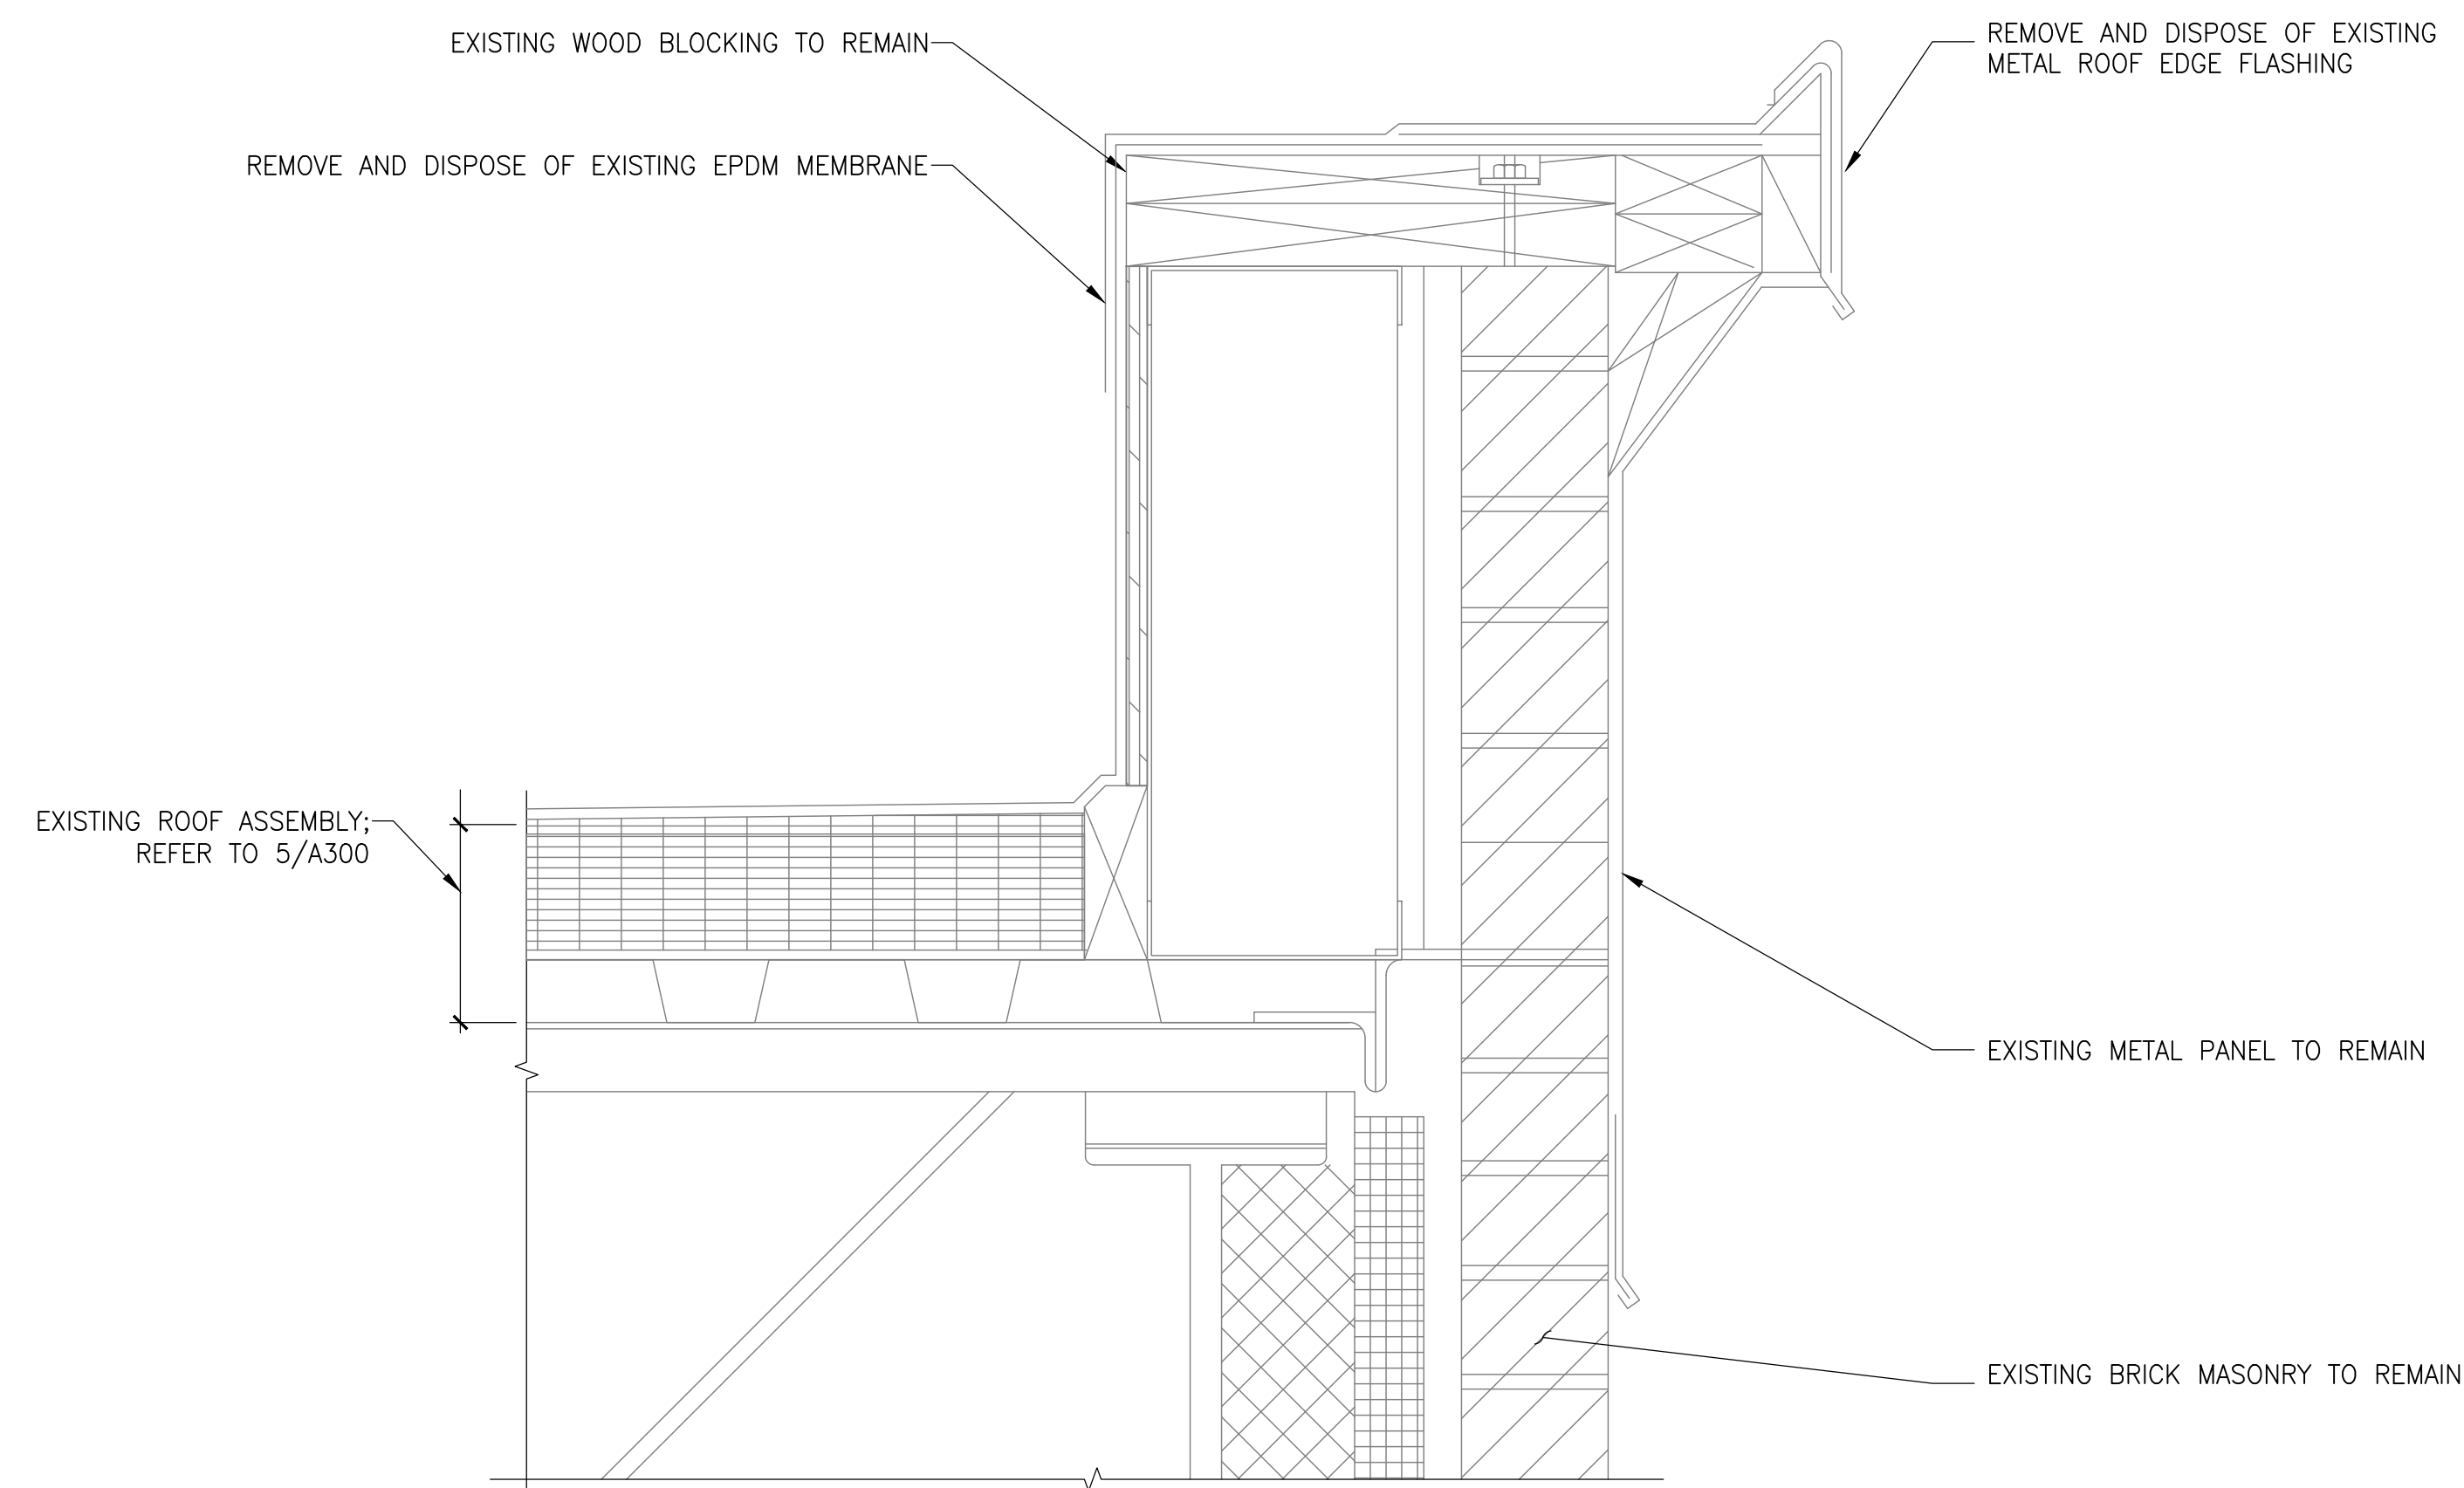 EXISTING WOOD BLOCKING TO REMAIN
REMOVE AND DISPOSE OF EXISTING
METAL ROOF EDGE FLASHING
REMOVE AND DISPOSE OF EXISTING EPDM MEMBRANE
EXISTING ROOF ASSEMBLY;
REFER TO 5/A300
EXISTING METAL PANEL TO REMAIN
EXISTING BRICK MASONRY TO REMAIN